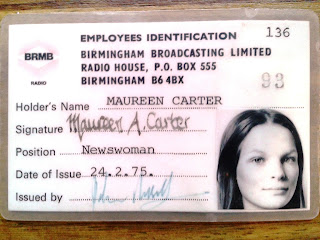 EMPLOYEES IDENTIFICATION
136
BRMB
RADIO
BIRMINGHAM BROADCASTING LIMITED
RADIO HOUSE, P.O. BOX 555
BIRMINGHAM B6 4BX
93
Holder's Name MAUREEN CARTER
Signature Maureen A. Carter
Position Newswoman
Date of Issue 24.2.75.
Issued by